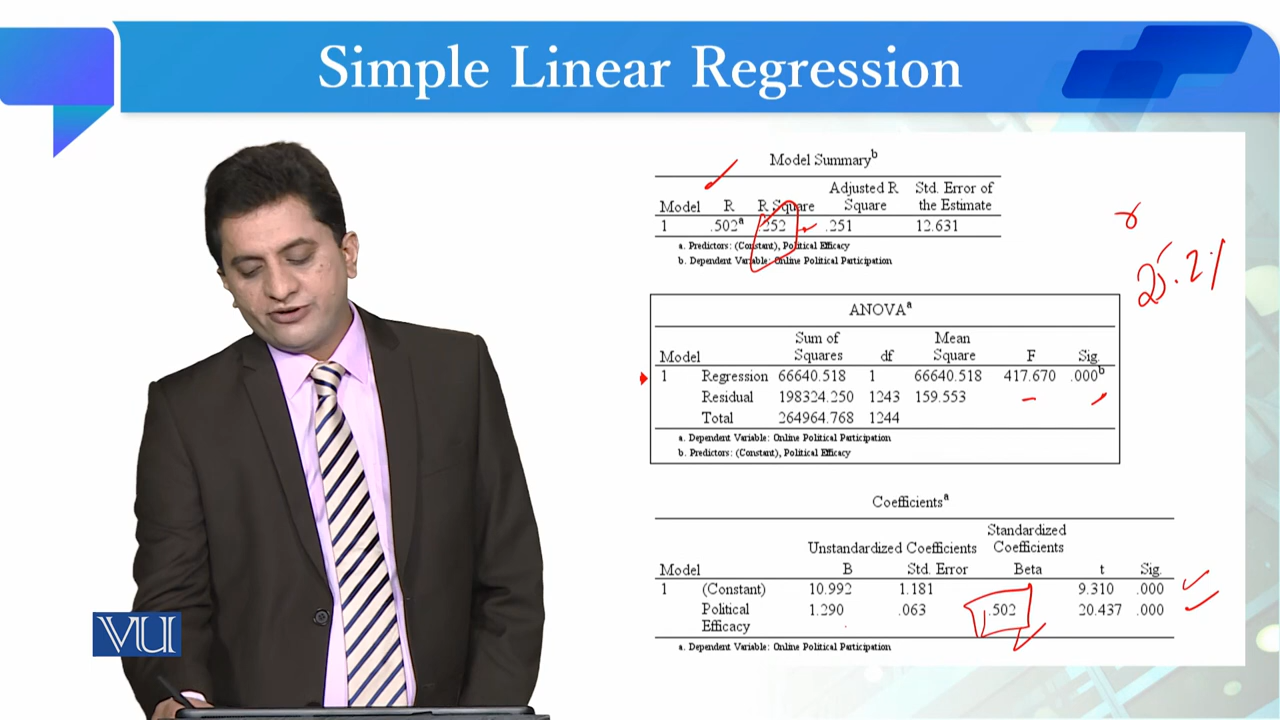 Simple Linear Regression
Model Summaryb
Model R R Square Adjusted R Square Std. Error of the Estimate
1 .502a .252 .251 12.631
a. Predictors: (Constant), Political Efficacy
b. Dependent Variable: Online Political Participation
25.2%
ANOVAa
Model Sum of Squares df Mean Square F Sig.
1 Regression 66640.518 1 66640.518 417.670 .000b
Residual 198324.250 1243 159.553
Total 264964.768 1244
a. Dependent Variable: Online Political Participation
b. Predictors: (Constant), Political Efficacy
Coefficientsa
Unstandardized Coefficients Standardized Coefficients
Model B Std. Error Beta t Sig.
1 (Constant) 10.992 1.181 9.310 .000
Political Efficacy 1.290 .063 .502 20.437 .000
a. Dependent Variable: Online Political Participation
VU